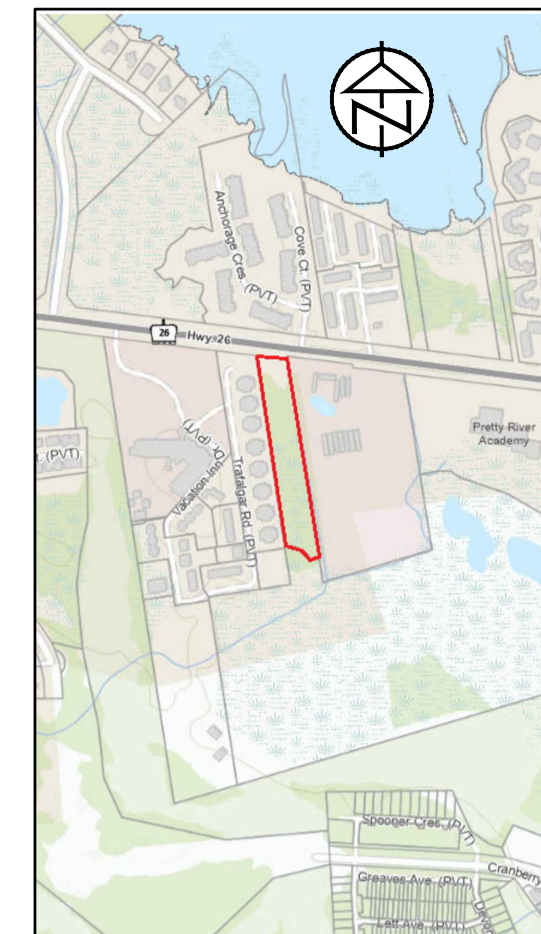 N
Anchorage Cres. (PVT)
Cove Ct. (PVT)
26
Hwy. 26
Pretty River
Academy
t. (PVT)
Vacation Inn Dr. (PVT)
Trafalgar Rd. (PVT)
Spooner Cres. (PVT)
Cranberry
Greaves Ave. (PVT)
Devon
Lett Ave. (PVT)